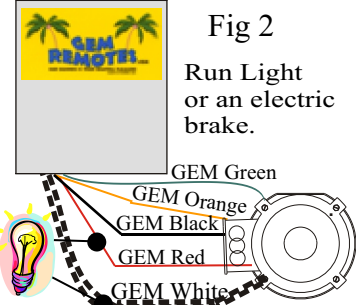 Fig 2
GEM
REMOTES
Run Light
or an electric
brake.
GEM Green
GEM Orange
GEM Black
GEM Red
GEM White